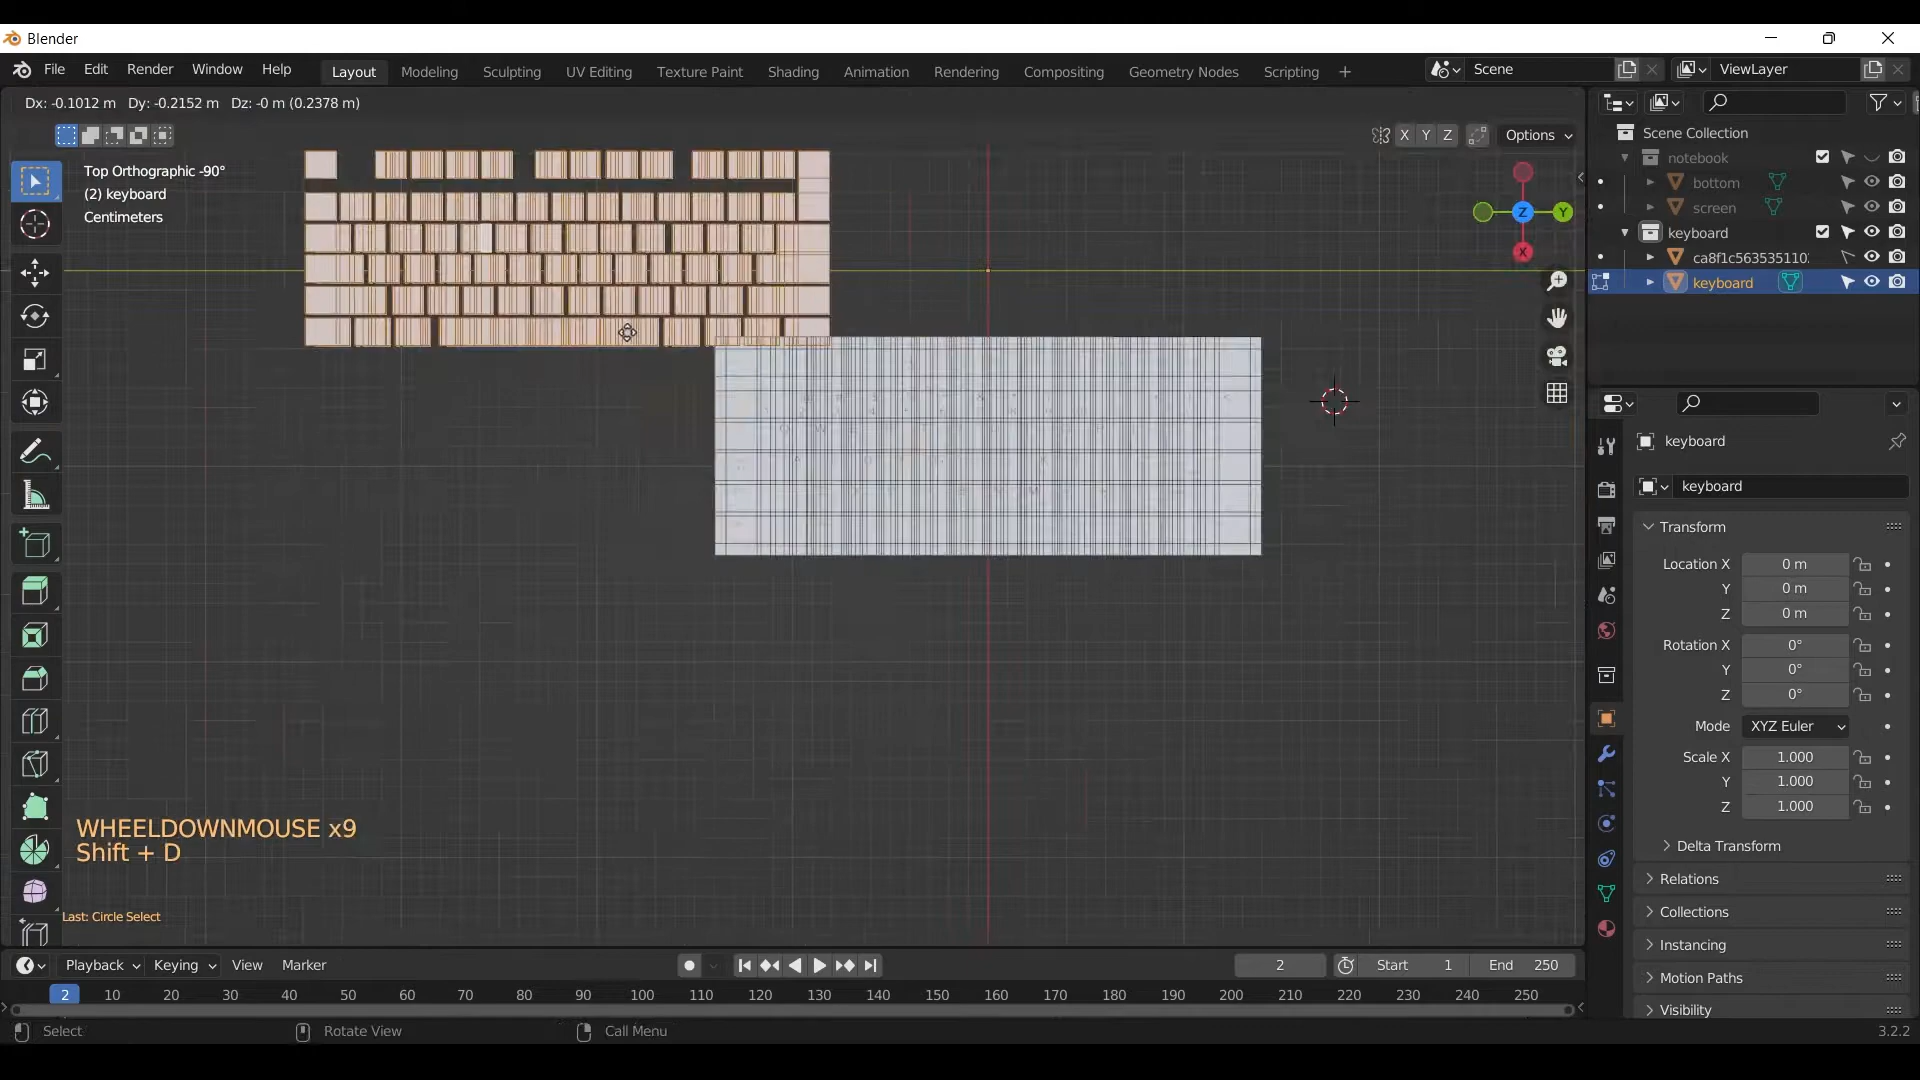 Blender
File Edit Render Window Help
Layout Modeling Sculpting UV Editing Texture Paint Shading Animation Rendering Compositing Geometry Nodes Scripting +
Scene
ViewLayer
Dx: -0.1012 m Dy: -0.2152 m Dz: -0 m (0.2378 m)
X Y Z Options
Top Orthographic -90°
(2) keyboard
Centimeters
Z Y X
Scene Collection
notebook
bottom
screen
keyboard
ca8f1c563535110
keyboard
keyboard
keyboard
Transform
Location X 0 m
Y 0 m
Z 0 m
Rotation X 0°
Y 0°
Z 0°
Mode XYZ Euler
Scale X 1.000
Y 1.000
Z 1.000
Delta Transform
Relations
Collections
Instancing
Motion Paths
Visibility
WHEELDOWNMOUSE x9
Shift + D
Last: Circle Select
Playback Keying View Marker
2 Start 1 End 250
2 10 20 30 40 50 60 70 80 90 100 110 120 130 140 150 160 170 180 190 200 210 220 230 240 250
Select Rotate View Call Menu
3.2.2